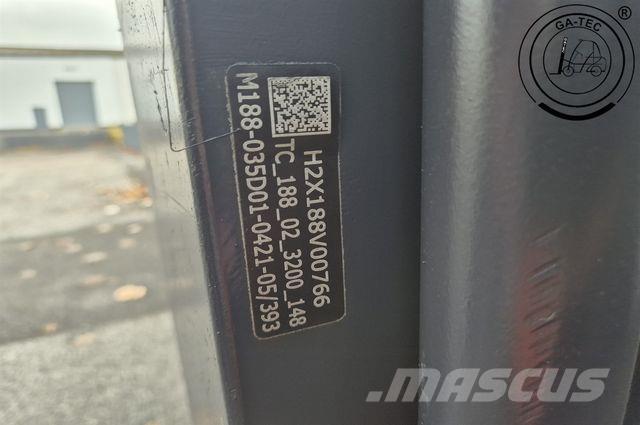 H2X188V00766
TC_188_02_3200_148
M188-035D01-0421-05/393
GA-TEC
®
.MASCUS